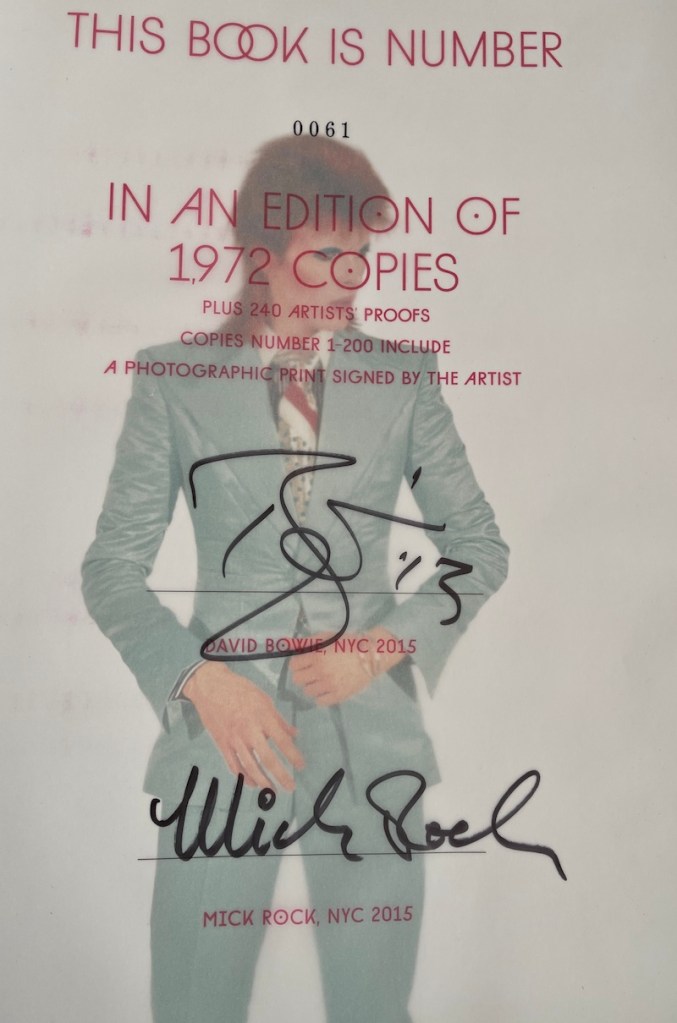 THIS BOOK IS NUMBER
0061
IN AN EDITION OF
1,972 COPIES
PLUS 240 ARTISTS' PROOFS
COPIES NUMBER 1-200 INCLUDE
A PHOTOGRAPHIC PRINT SIGNED BY THE ARTIST
'13
DAVID BOWIE, NYC 2015
Mick Rock
MICK ROCK, NYC 2015